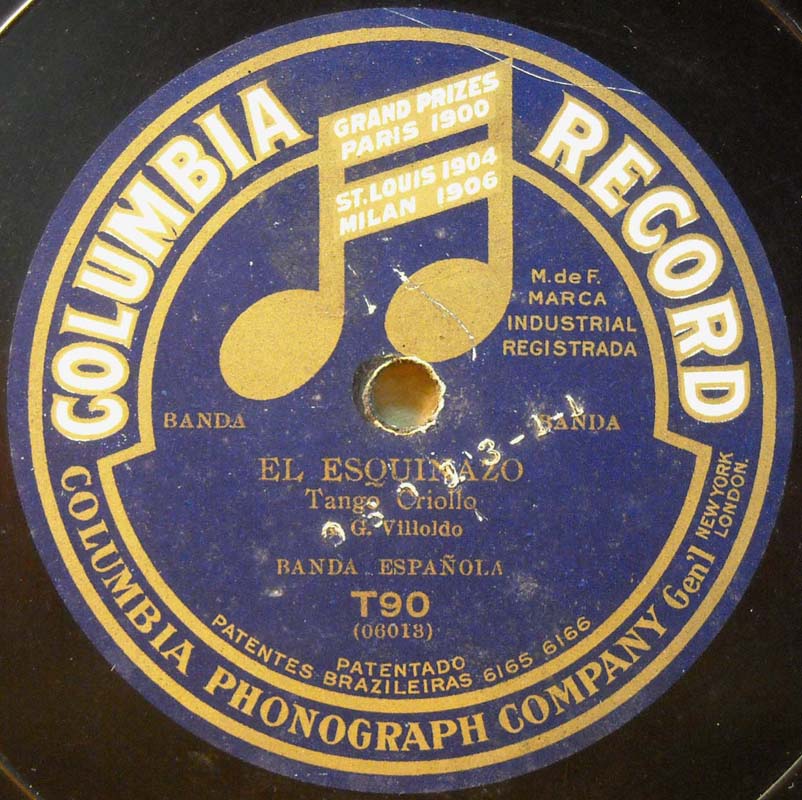 COLUMBIA RECORD
GRAND PRIZES
PARIS 1900
ST. LOUIS 1904
MILAN 1906
M. de F.
MARCA
INDUSTRIAL
REGISTRADA
BANDA
BANDA
EL ESQUINAZO
Tango Criollo
G. Villoldo
BANDA ESPAÑOLA
T90
(06013)
PATENTADO
PATENTES BRAZILEIRAS 6165 6166
COLUMBIA PHONOGRAPH COMPANY Gen'l NEW YORK
LONDON.